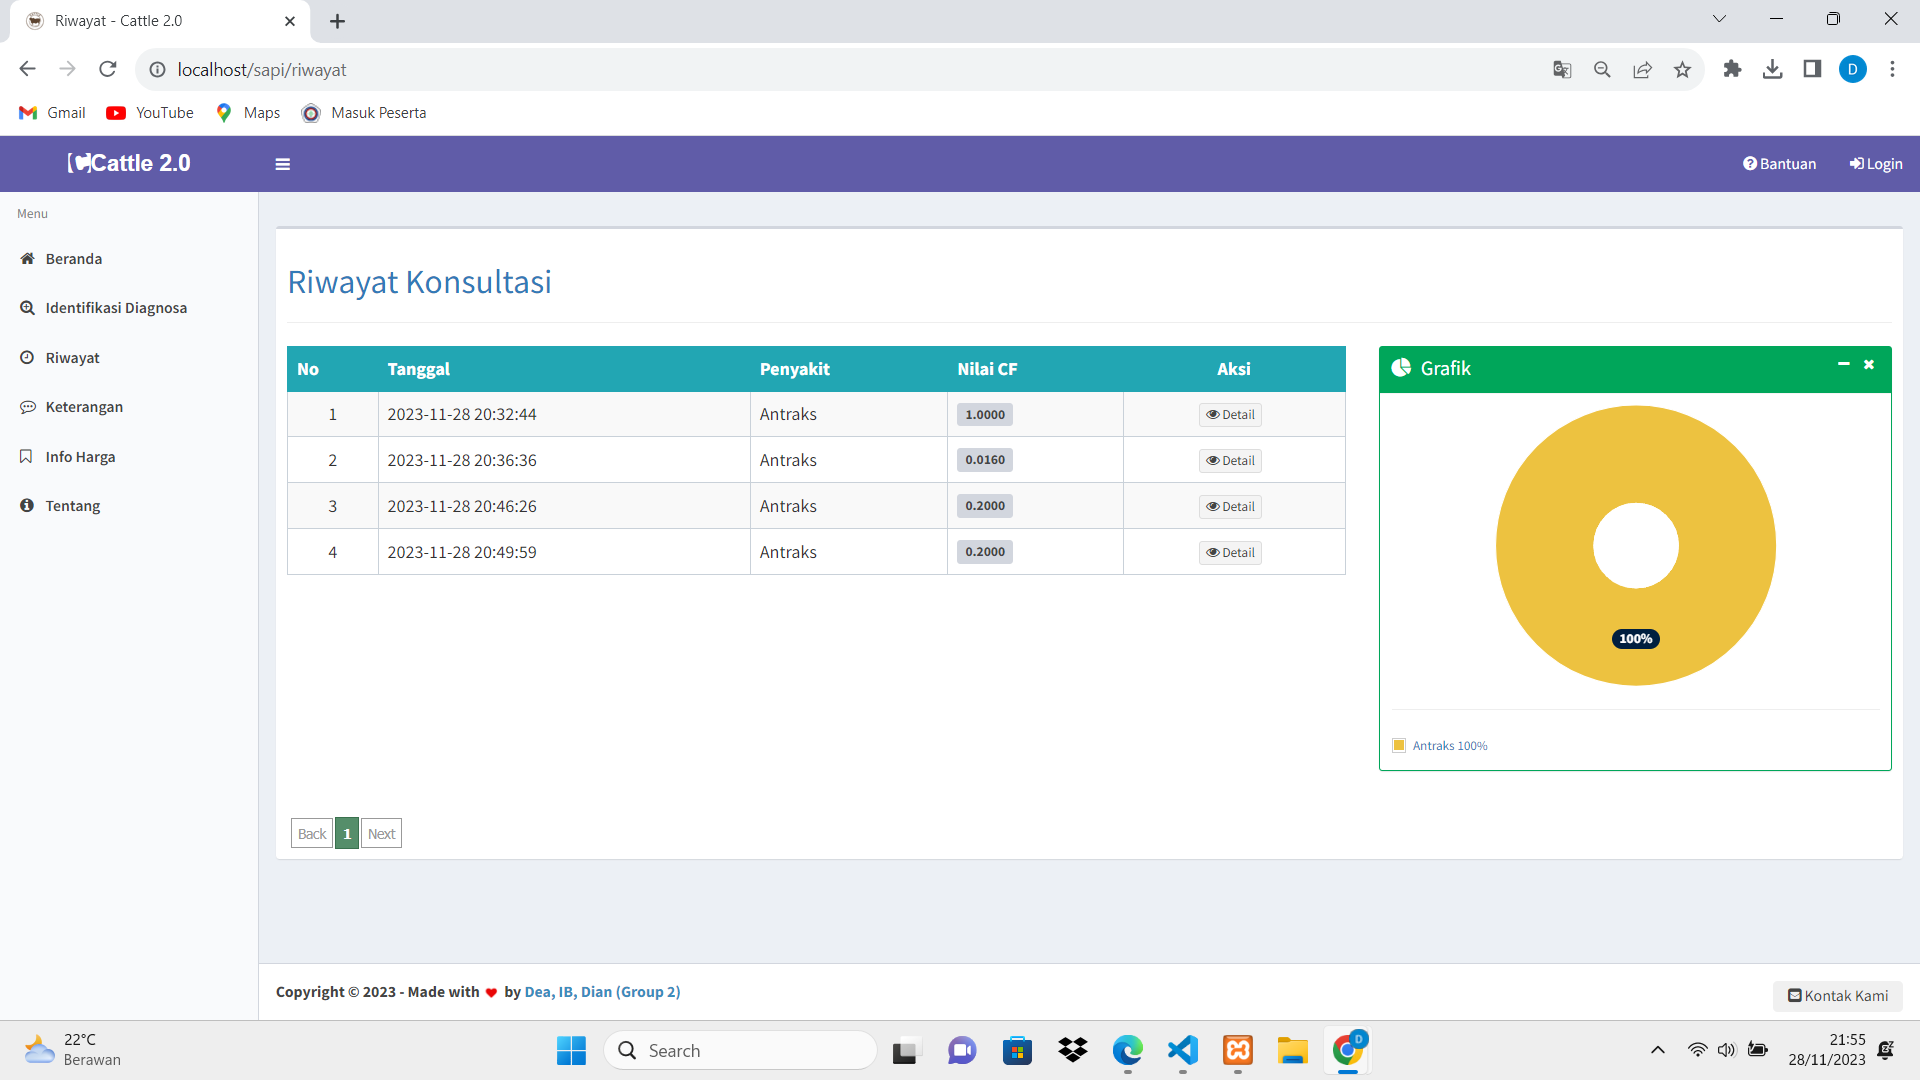 Riwayat - Cattle 2.0
localhost/sapi/riwayat
D
Gmail YouTube Maps Masuk Peserta
Cattle 2.0
Bantuan Login
Menu
Beranda
Identifikasi Diagnosa
Riwayat
Keterangan
Info Harga
Tentang
Riwayat Konsultasi
No Tanggal Penyakit Nilai CF Aksi
1 2023-11-28 20:32:44 Antraks 1.0000 Detail
2 2023-11-28 20:36:36 Antraks 0.0160 Detail
3 2023-11-28 20:46:26 Antraks 0.2000 Detail
4 2023-11-28 20:49:59 Antraks 0.2000 Detail
Grafik
100%
Antraks 100%
Back 1 Next
Copyright © 2023 - Made with ❤ by Dea, IB, Dian (Group 2)
Kontak Kami
22°C
Berawan
Search
D
21:55
28/11/2023